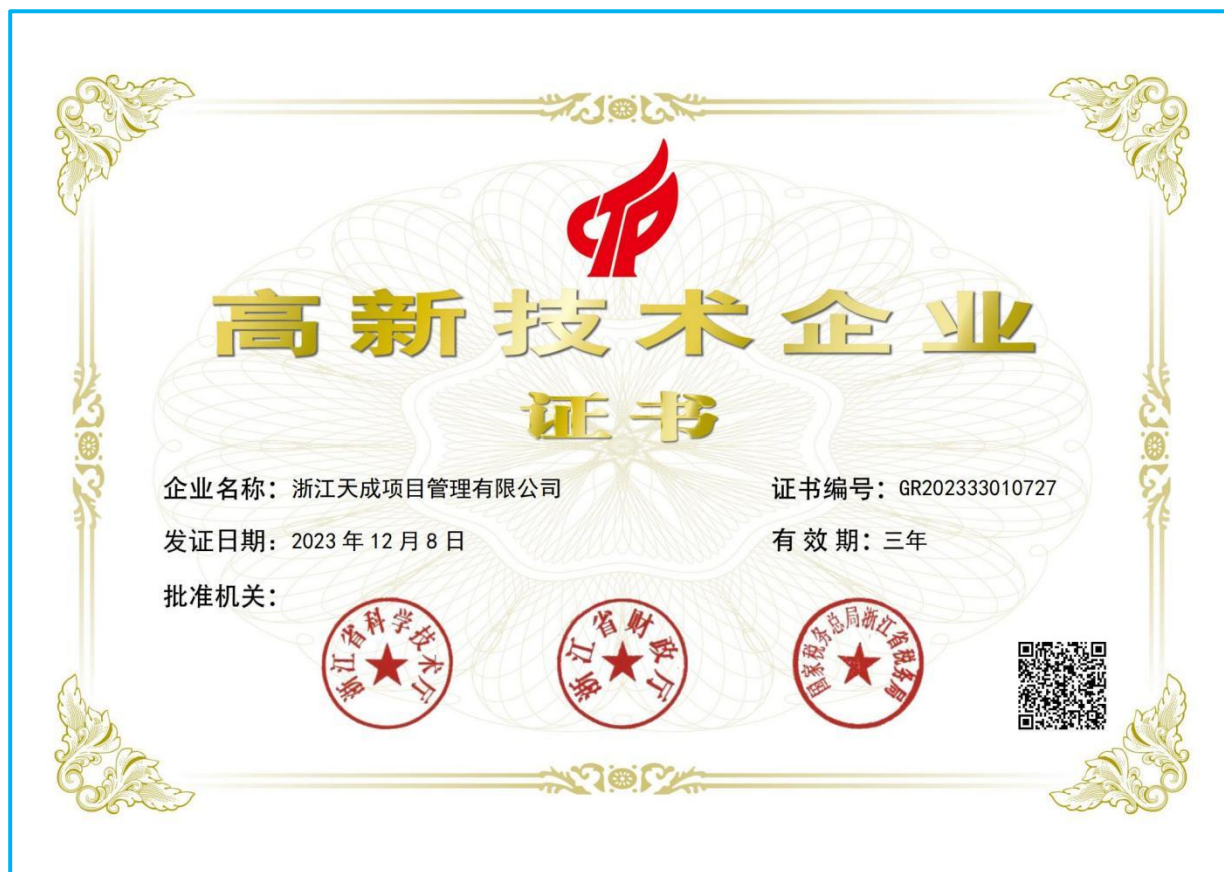 高新技术企业
证书
企业名称：浙江天成项目管理有限公司
证书编号：GR202333010727
发证日期：2023年12月8日
有效期：三年
批准机关：
浙江省科学技术厅
浙江省财政厅
国家税务总局浙江省税务局